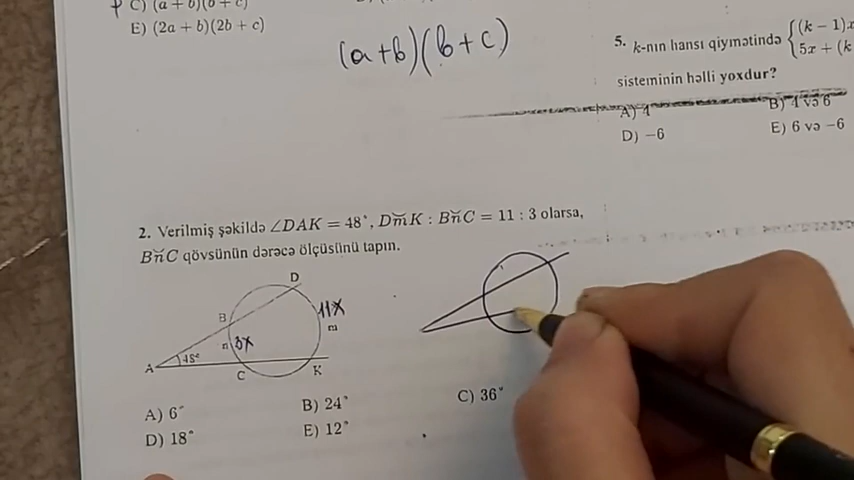 C) (a + b)(b + c)
E) (2a + b)(2b + c)
(a+b)(b+c)
5. k-nın hansı qiymətində {(k − 1)x
5x + (k
sisteminin həlli yoxdur?
A) 4
B) 4 və 6
D) −6
E) 6 və −6
2. Verilmiş şəkildə ∠DAK = 48°, DmK : BnC = 11 : 3 olarsa,
BnC qövsünün dərəcə ölçüsünü tapın.
D
B
11x
m
n
3x
A
48°
C
K
A) 6°
B) 24°
C) 36°
D) 18°
E) 12°